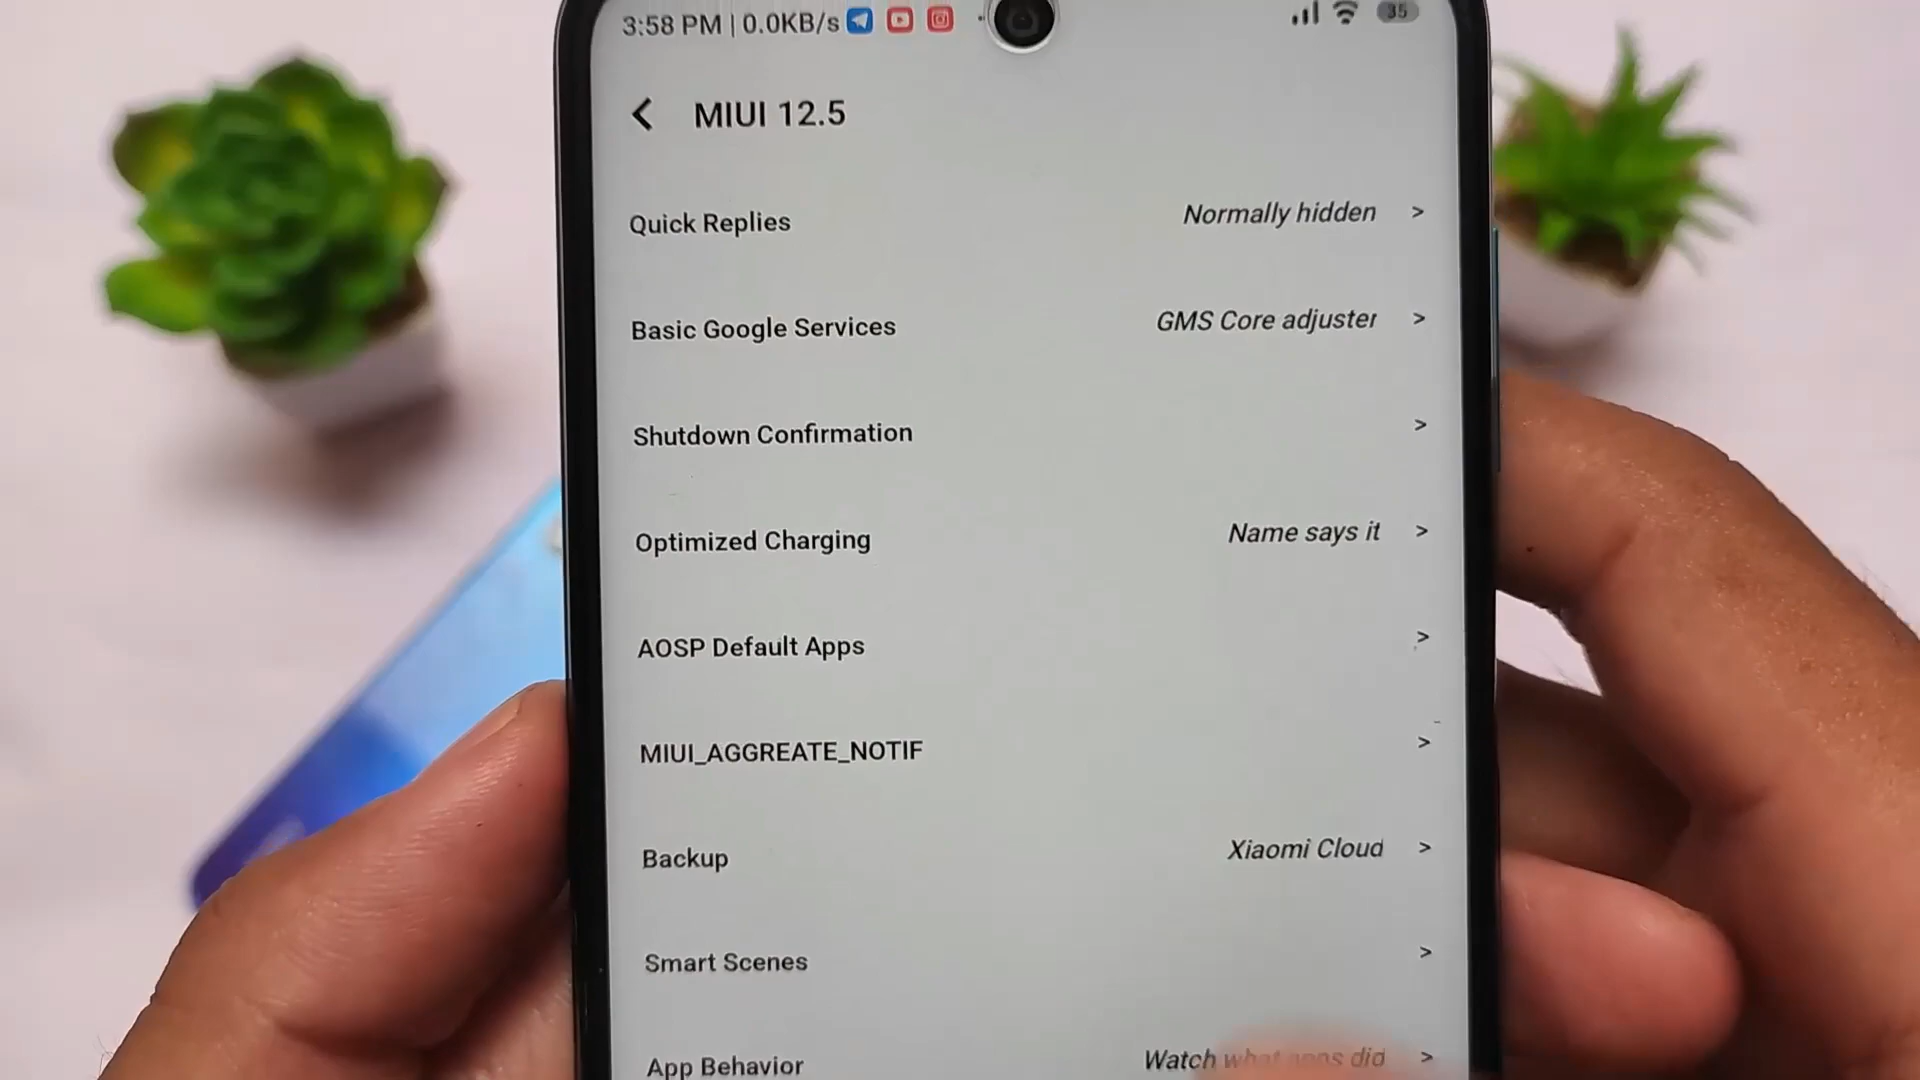 3:58 PM | 0.0KB/s
35
MIUI 12.5
Quick Replies Normally hidden >
Basic Google Services GMS Core adjuster >
Shutdown Confirmation >
Optimized Charging Name says it >
AOSP Default Apps >
MIUI_AGGREATE_NOTIF >
Backup Xiaomi Cloud >
Smart Scenes >
App Behavior Watch what apps did >